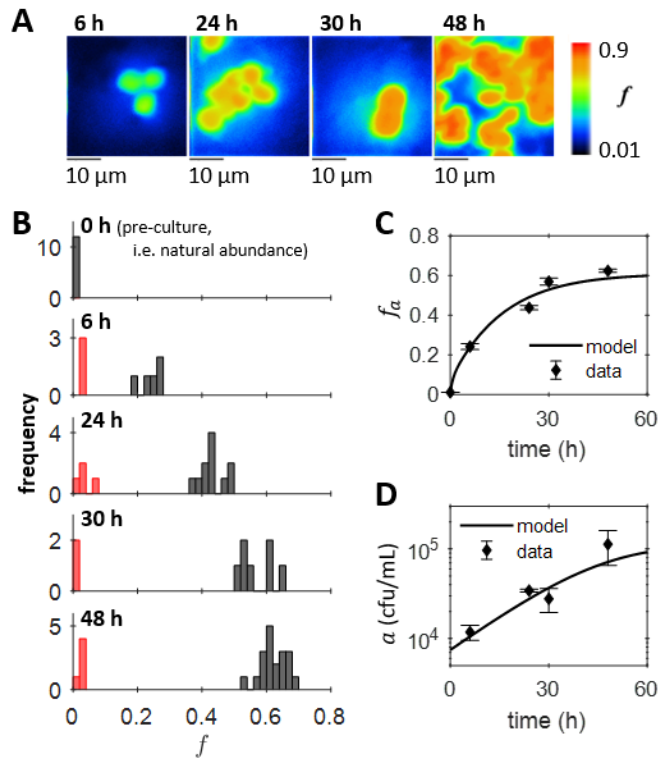 A
6 h 24 h 30 h 48 h
0.9
f
0.01
10 μm 10 μm 10 μm 10 μm
B
0 h (pre-culture,
i.e. natural abundance)
10
0
6 h
3
0
24 h
4
2
0
30 h
2
0
48 h
5
0
0 0.2 0.4 0.6 0.8
f
frequency
C
0.8
0.6
0.4
0.2
0
fa
model
data
0 30 60
time (h)
D
model
data
10^5
10^4
a (cfu/mL)
0 30 60
time (h)